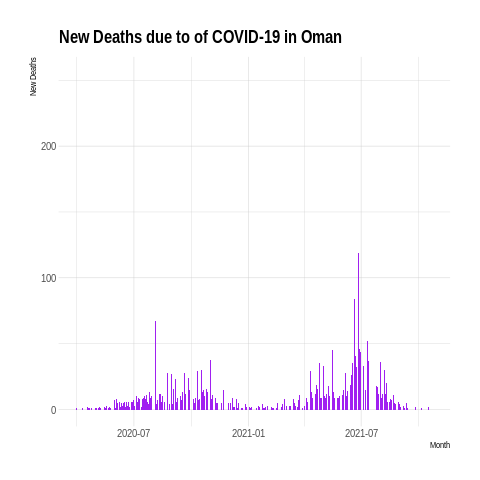 New Deaths due to of COVID-19 in Oman
New Deaths
200
100
0
2020-07
2021-01
2021-07
Month